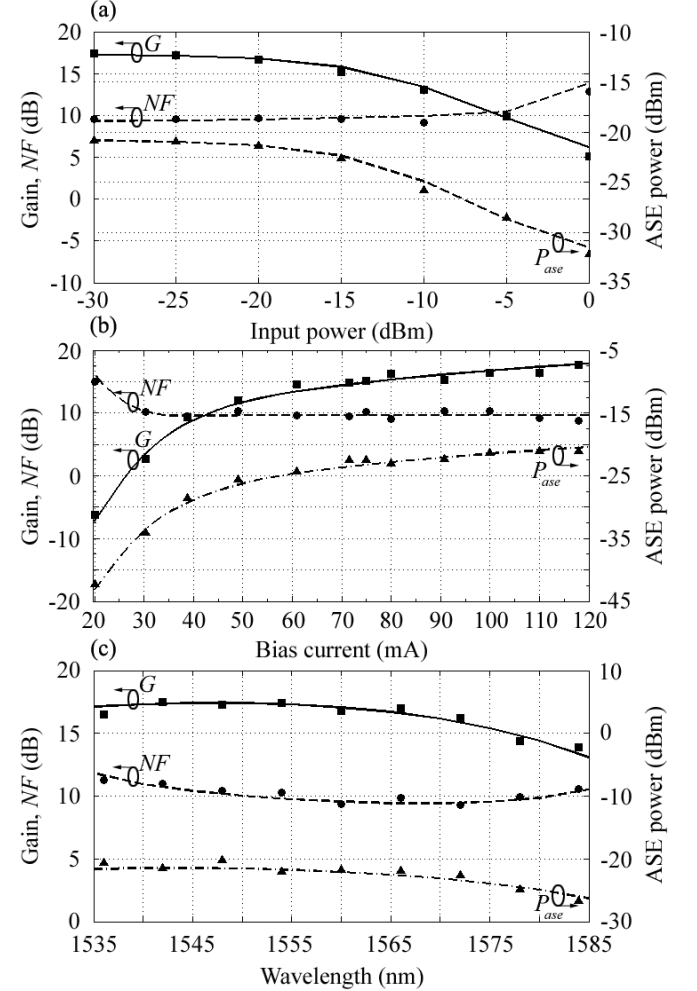 (a)
20
15
10
5
0
-5
-10
Gain, NF (dB)
G
NF
P_ase
-10
-15
-20
-25
-30
-35
ASE power (dBm)
-30 -25 -20 -15 -10 -5 0
Input power (dBm)
(b)
20
10
0
-10
-20
Gain, NF (dB)
NF
G
P_ase
-5
-15
-25
-35
-45
ASE power (dBm)
20 30 40 50 60 70 80 90 100 110 120
Bias current (mA)
(c)
20
15
10
5
0
Gain, NF (dB)
G
NF
P_ase
10
0
-10
-20
-30
ASE power (dBm)
1535 1545 1555 1565 1575 1585
Wavelength (nm)